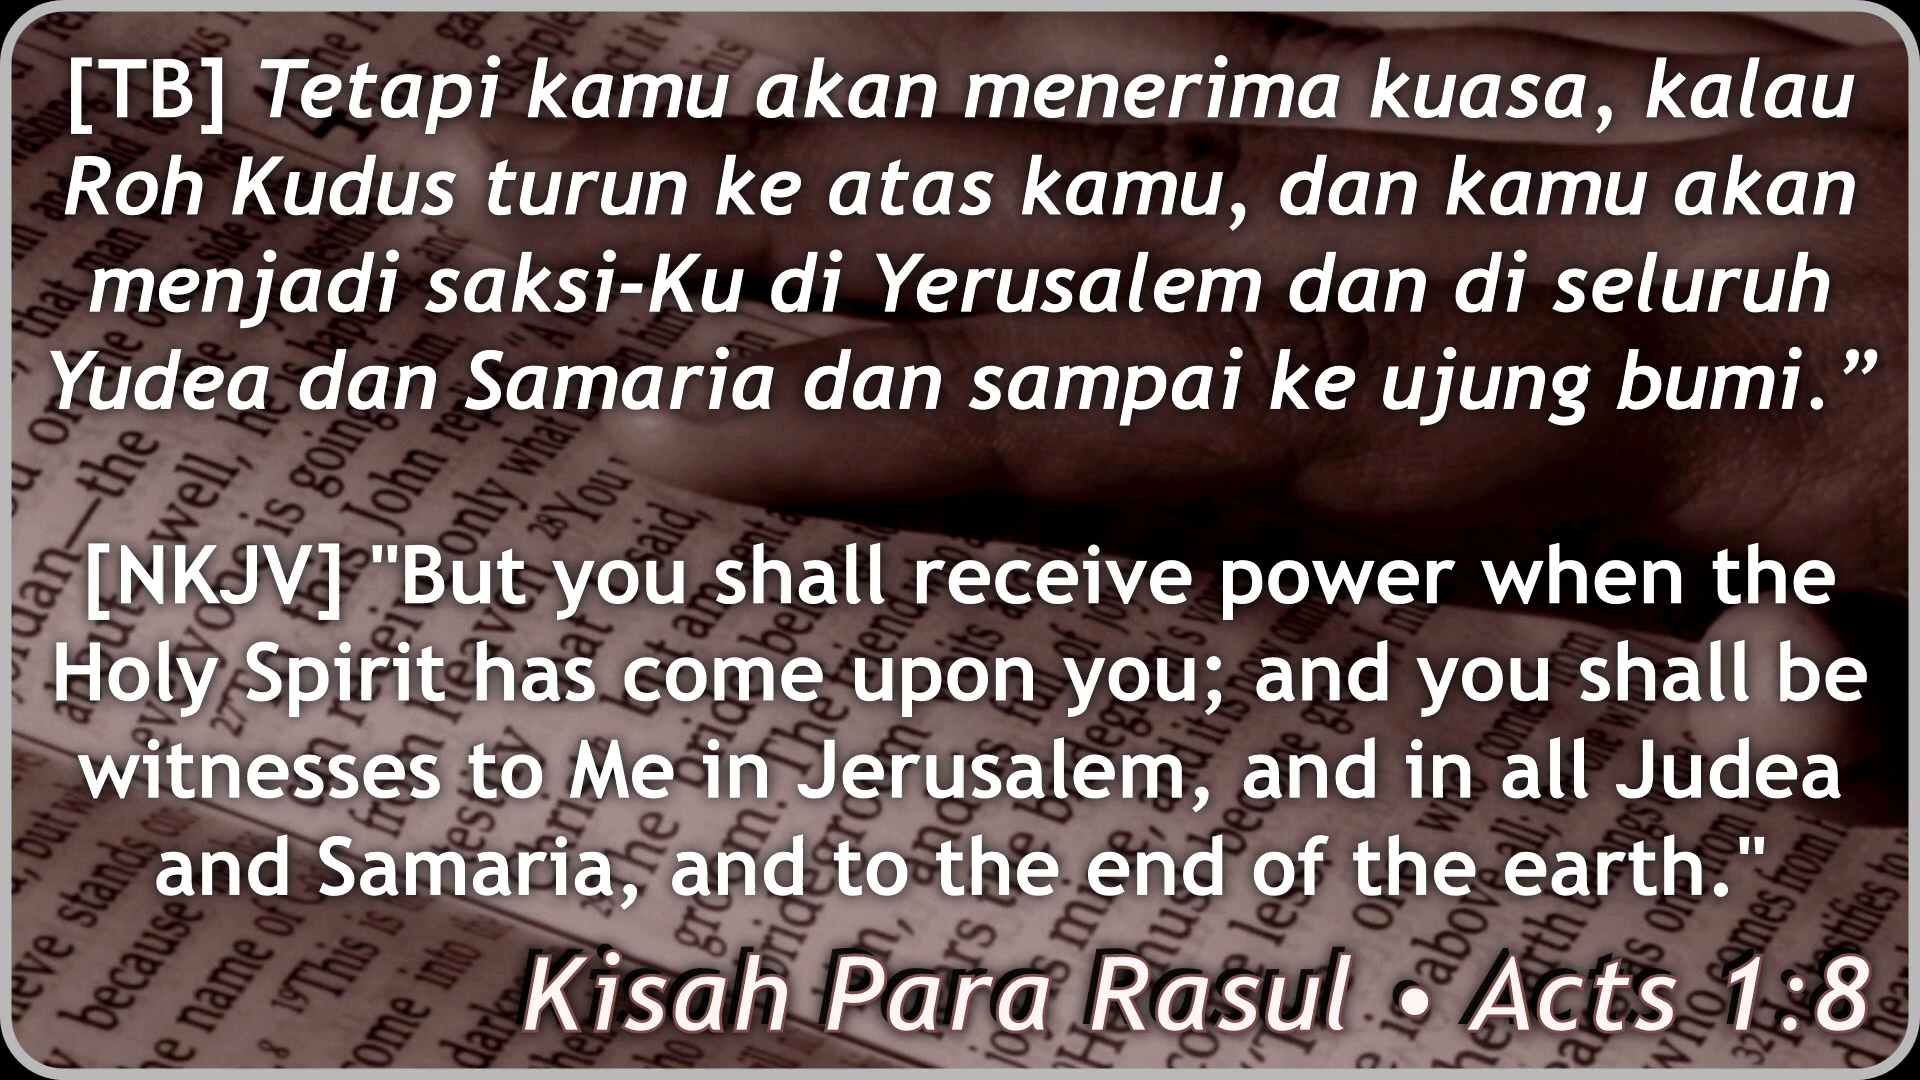 [TB] Tetapi kamu akan menerima kuasa, kalau
Roh Kudus turun ke atas kamu, dan kamu akan
menjadi saksi-Ku di Yerusalem dan di seluruh
Yudea dan Samaria dan sampai ke ujung bumi.”
[NKJV] "But you shall receive power when the
Holy Spirit has come upon you; and you shall be
witnesses to Me in Jerusalem, and in all Judea
and Samaria, and to the end of the earth."
Kisah Para Rasul • Acts 1:8